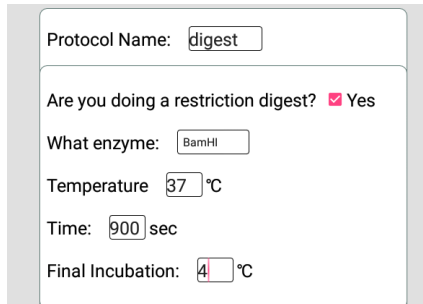 Protocol Name: digest
Are you doing a restriction digest? Yes
What enzyme: BamHI
Temperature 37 °C
Time: 900 sec
Final Incubation: 4 °C